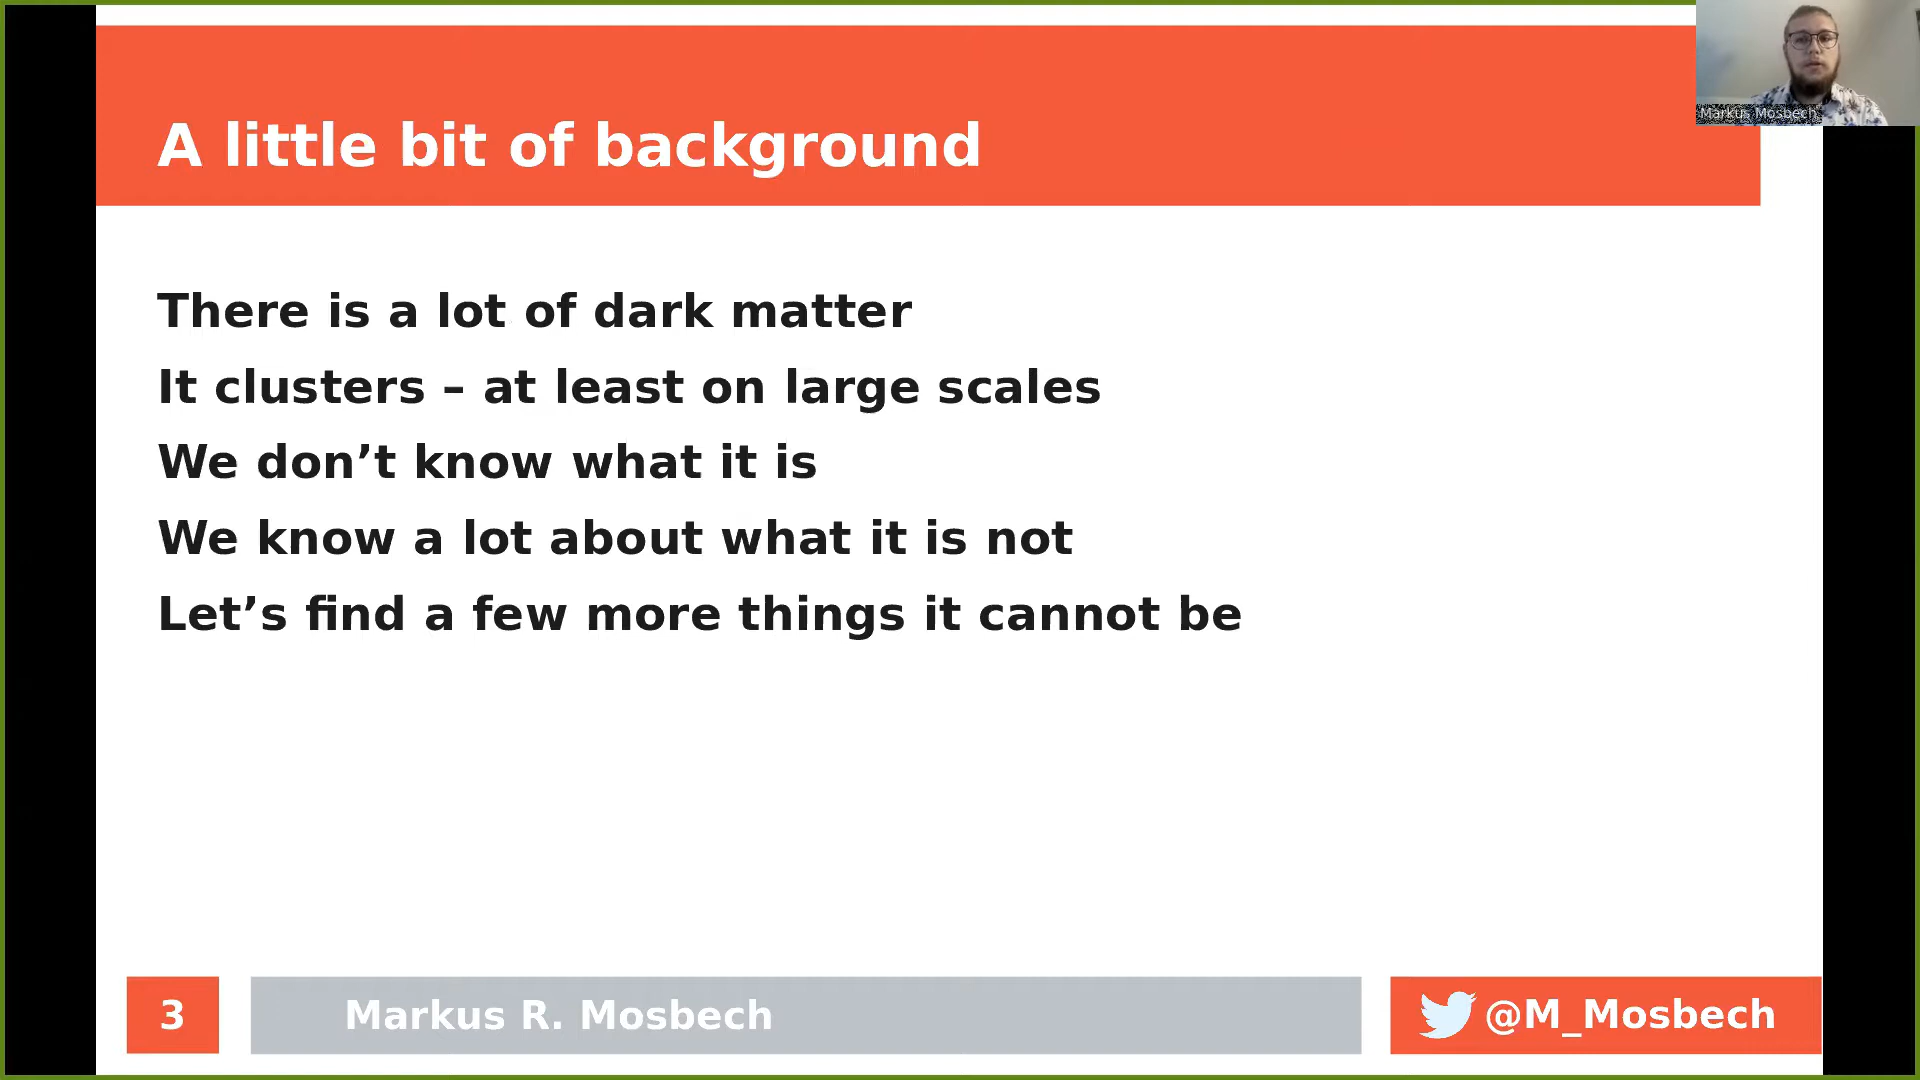 A little bit of background
Markus Mosbech
There is a lot of dark matter
It clusters – at least on large scales
We don’t know what it is
We know a lot about what it is not
Let’s find a few more things it cannot be
3
Markus R. Mosbech
@M_Mosbech